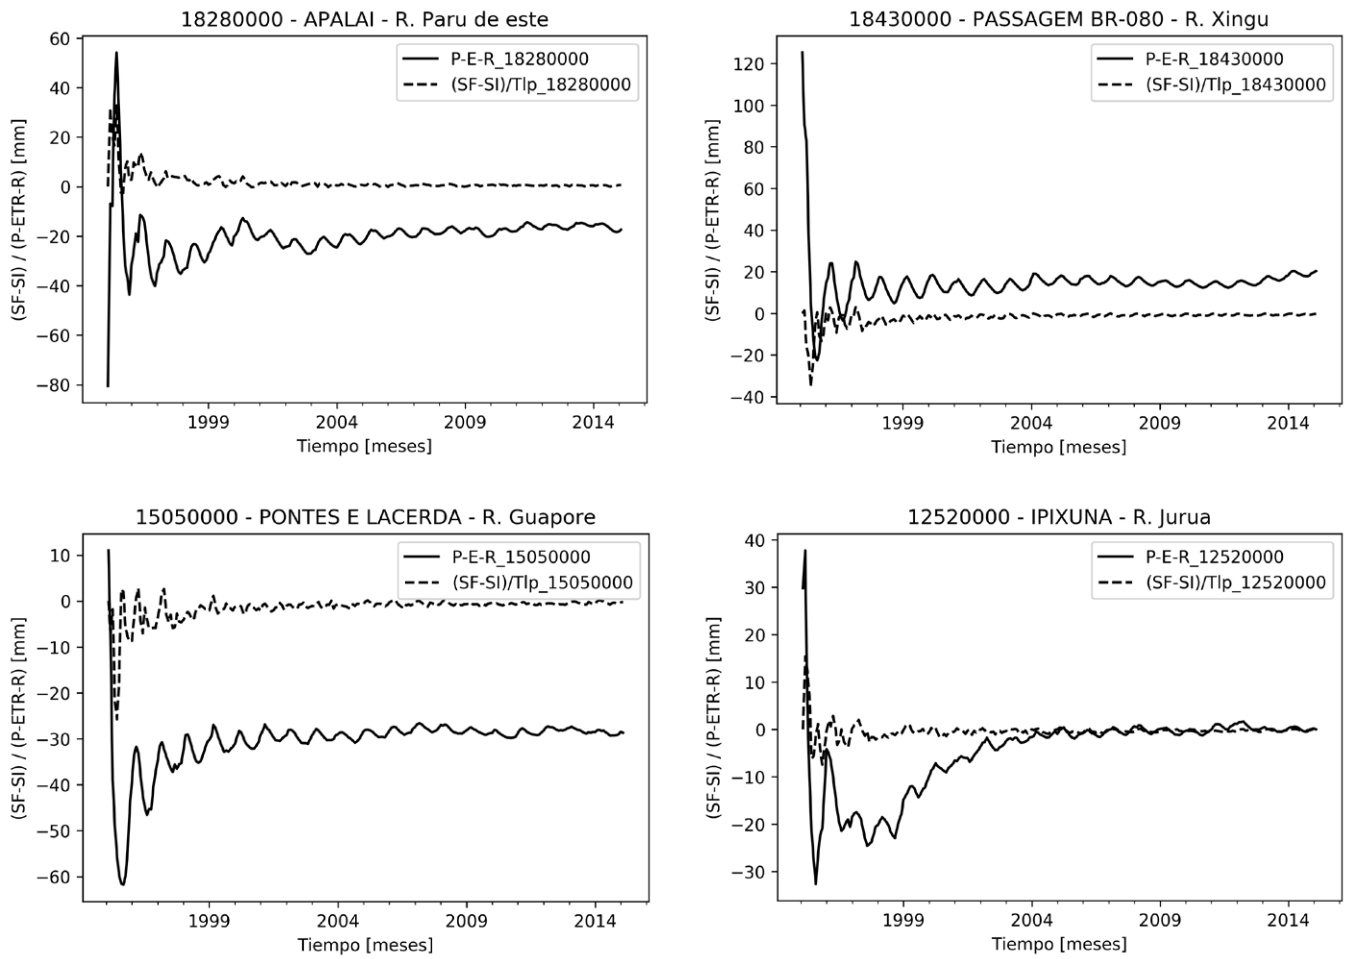 18280000 - APALAI - R. Paru de este
(SF-SI) / (P-ETR-R) [mm]
60
40
20
0
−20
−40
−60
−80
P-E-R_18280000
(SF-SI)/Tlp_18280000
1999
2004
2009
2014
Tiempo [meses]
18430000 - PASSAGEM BR-080 - R. Xingu
(SF-SI) / (P-ETR-R) [mm]
120
100
80
60
40
20
0
−20
−40
P-E-R_18430000
(SF-SI)/Tlp_18430000
1999
2004
2009
2014
Tiempo [meses]
15050000 - PONTES E LACERDA - R. Guapore
(SF-SI) / (P-ETR-R) [mm]
10
0
−10
−20
−30
−40
−50
−60
P-E-R_15050000
(SF-SI)/Tlp_15050000
1999
2004
2009
2014
Tiempo [meses]
12520000 - IPIXUNA - R. Jurua
(SF-SI) / (P-ETR-R) [mm]
40
30
20
10
0
−10
−20
−30
P-E-R_12520000
(SF-SI)/Tlp_12520000
1999
2004
2009
2014
Tiempo [meses]